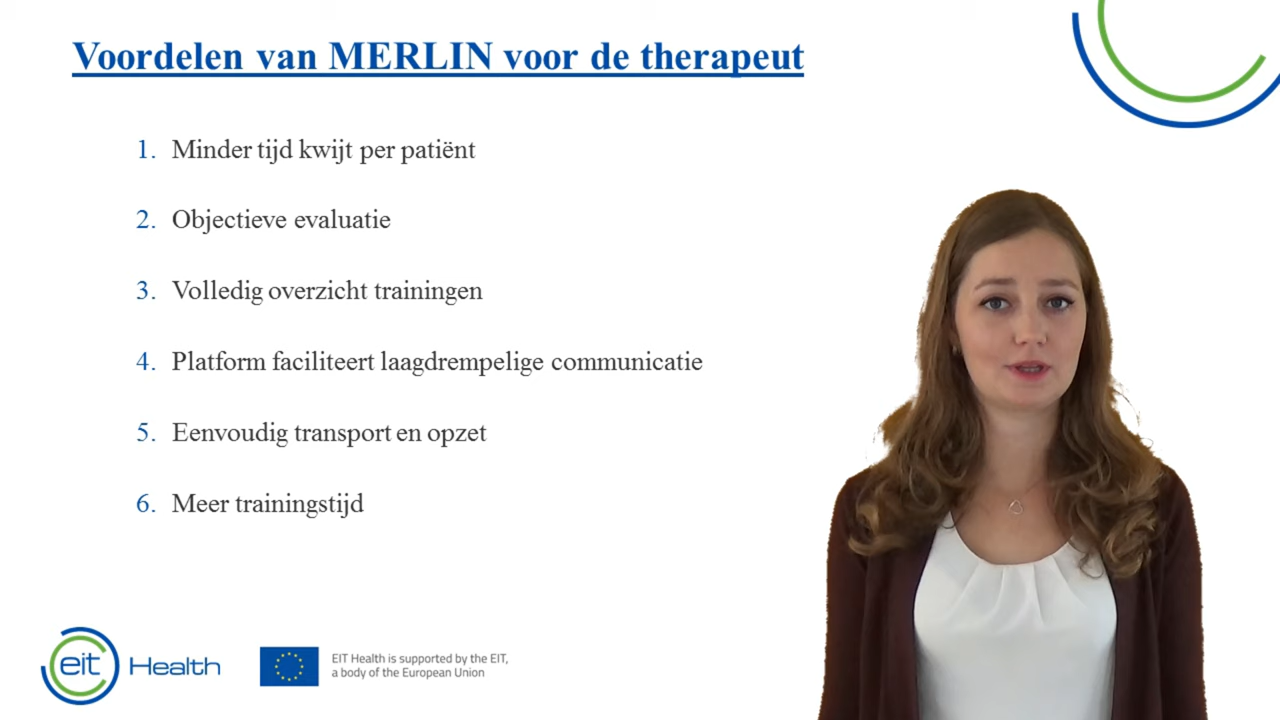 Voordelen van MERLIN voor de therapeut
1. Minder tijd kwijt per patiënt
2. Objectieve evaluatie
3. Volledig overzicht trainingen
4. Platform faciliteert laagdrempelige communicatie
5. Eenvoudig transport en opzet
6. Meer trainingstijd
eit Health
EIT Health is supported by the EIT,
a body of the European Union